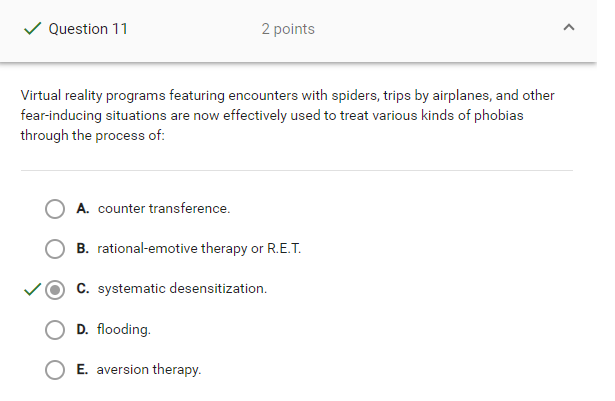 Question 11 2 points
Virtual reality programs featuring encounters with spiders, trips by airplanes, and other
fear-inducing situations are now effectively used to treat various kinds of phobias
through the process of:
A. counter transference.
B. rational-emotive therapy or R.E.T.
C. systematic desensitization.
D. flooding.
E. aversion therapy.